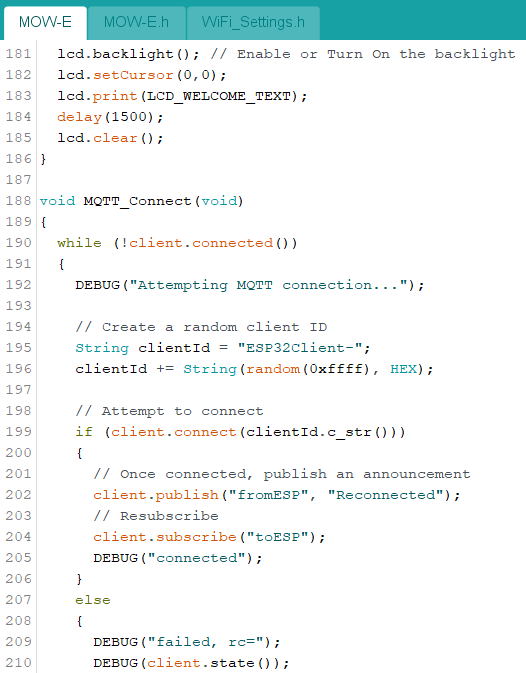 MOW-E MOW-E.h WiFi_Settings.h
181 lcd.backlight(); // Enable or Turn On the backlight
182 lcd.setCursor(0,0);
183 lcd.print(LCD_WELCOME_TEXT);
184 delay(1500);
185 lcd.clear();
186 }
187
188 void MQTT_Connect(void)
189 {
190 while (!client.connected())
191 {
192 DEBUG("Attempting MQTT connection...");
193
194 // Create a random client ID
195 String clientId = "ESP32Client-";
196 clientId += String(random(0xffff), HEX);
197
198 // Attempt to connect
199 if (client.connect(clientId.c_str()))
200 {
201 // Once connected, publish an announcement
202 client.publish("fromESP", "Reconnected");
203 // Resubscribe
204 client.subscribe("toESP");
205 DEBUG("connected");
206 }
207 else
208 {
209 DEBUG("failed, rc=");
210 DEBUG(client.state());